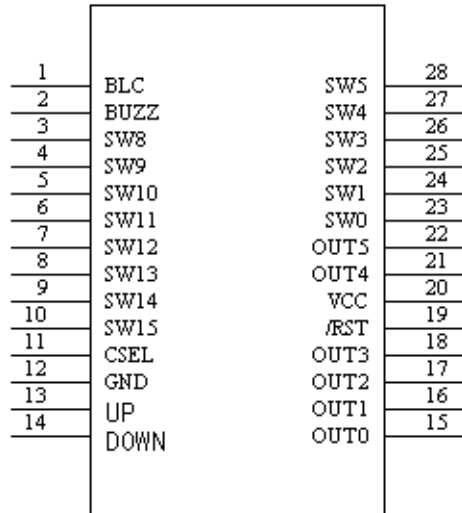 1 BLC SW5 28
2 BUZZ SW4 27
3 SW8 SW3 26
4 SW9 SW2 25
5 SW10 SW1 24
6 SW11 SW0 23
7 SW12 OUT5 22
8 SW13 OUT4 21
9 SW14 VCC 20
10 SW15 /RST 19
11 CSEL OUT3 18
12 GND OUT2 17
13 UP OUT1 16
14 DOWN OUT0 15